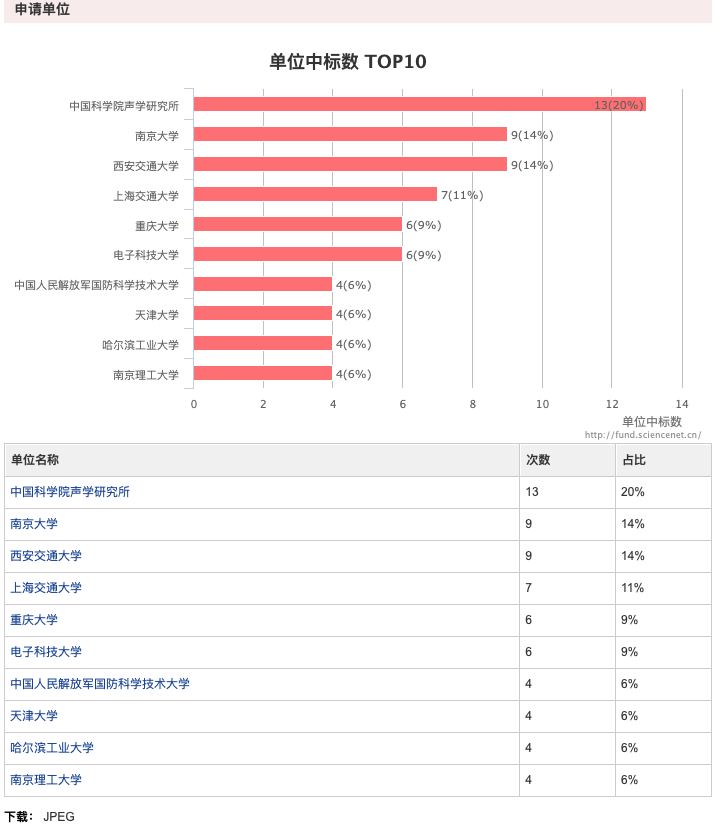 申请单位
单位中标数 TOP10
中国科学院声学研究所 13(20%)
南京大学 9(14%)
西安交通大学 9(14%)
上海交通大学 7(11%)
重庆大学 6(9%)
电子科技大学 6(9%)
中国人民解放军国防科学技术大学 4(6%)
天津大学 4(6%)
哈尔滨工业大学 4(6%)
南京理工大学 4(6%)
0 2 4 6 8 10 12 14
单位中标数
http://fund.sciencenet.cn/
单位名称 次数 占比
中国科学院声学研究所 13 20%
南京大学 9 14%
西安交通大学 9 14%
上海交通大学 7 11%
重庆大学 6 9%
电子科技大学 6 9%
中国人民解放军国防科学技术大学 4 6%
天津大学 4 6%
哈尔滨工业大学 4 6%
南京理工大学 4 6%
下载： JPEG